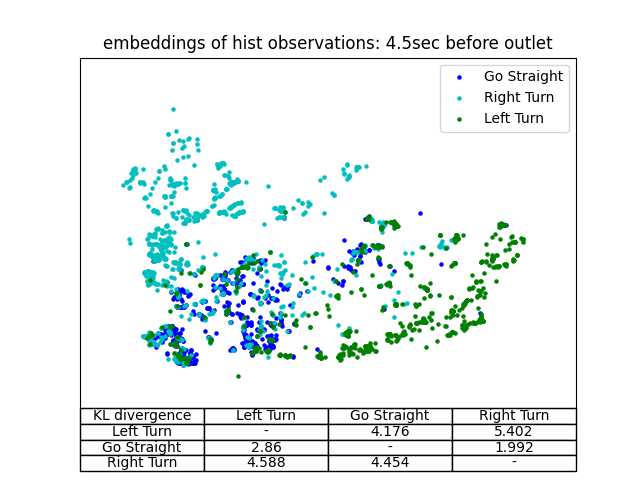 embeddings of hist observations: 4.5sec before outlet
Go Straight
Right Turn
Left Turn
KL divergence Left Turn Go Straight Right Turn
Left Turn - 4.176 5.402
Go Straight 2.86 - 1.992
Right Turn 4.588 4.454 -